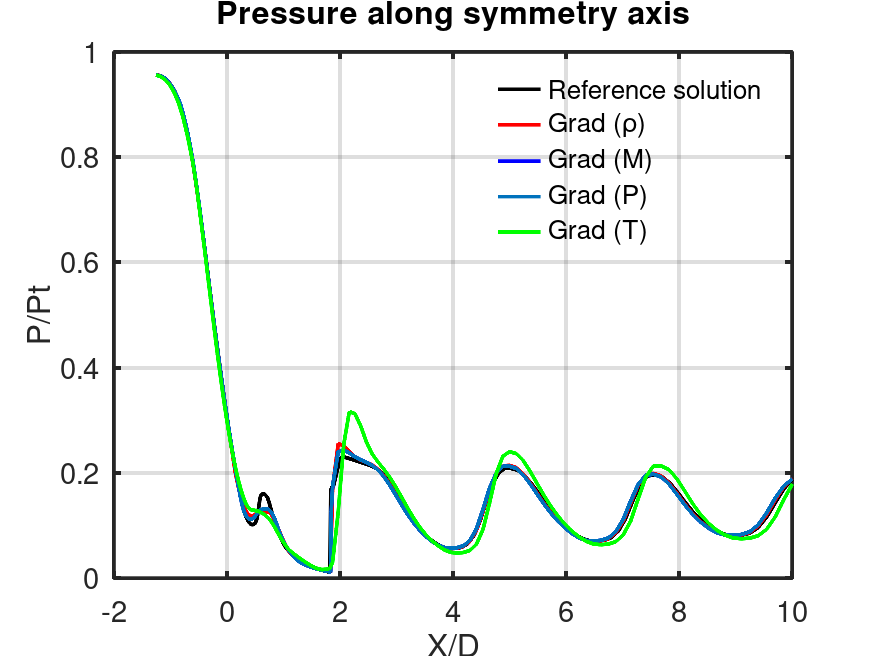 Pressure along symmetry axis
1
0.8
0.6
0.4
0.2
0
P/Pt
Reference solution
Grad (ρ)
Grad (M)
Grad (P)
Grad (T)
-2 0 2 4 6 8 10
X/D